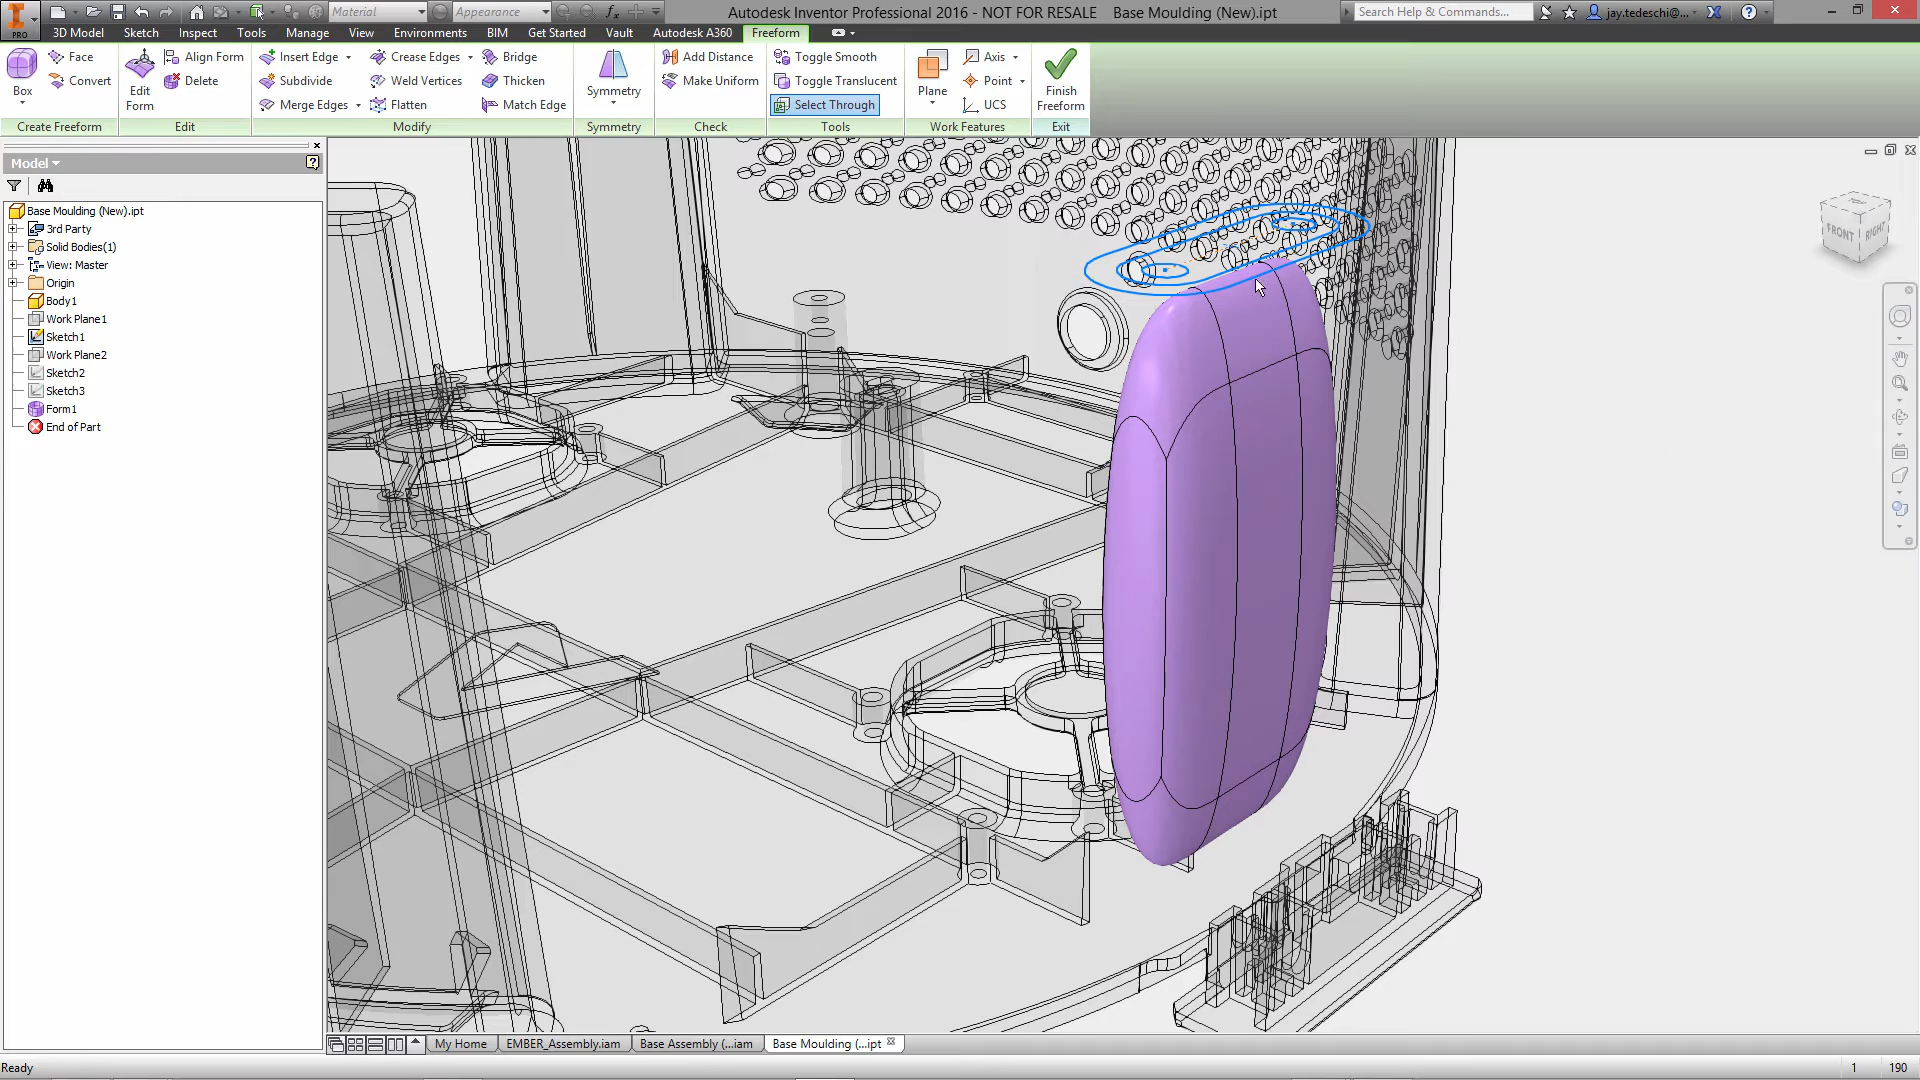 Material
Appearance
Autodesk Inventor Professional 2016 - NOT FOR RESALE Base Moulding (New).ipt
Search Help & Commands...
jay.tedeschi@...
PRO
3D Model Sketch Inspect Tools Manage View Environments BIM Get Started Vault Autodesk A360 Freeform
Box
Face
Convert
Create Freeform
Edit Form
Align Form
Delete
Edit
Insert Edge
Subdivide
Merge Edges
Crease Edges
Weld Vertices
Flatten
Bridge
Thicken
Match Edge
Modify
Symmetry
Symmetry
Add Distance
Make Uniform
Check
Toggle Smooth
Toggle Translucent
Select Through
Tools
Plane
Axis
Point
UCS
Work Features
Finish Freeform
Exit
Model
Base Moulding (New).ipt
3rd Party
Solid Bodies(1)
View: Master
Origin
Body1
Work Plane1
Sketch1
Work Plane2
Sketch2
Sketch3
Form1
End of Part
FRONT RIGHT
My Home EMBER_Assembly.iam Base Assembly (...iam Base Moulding (...ipt
Ready
1 190